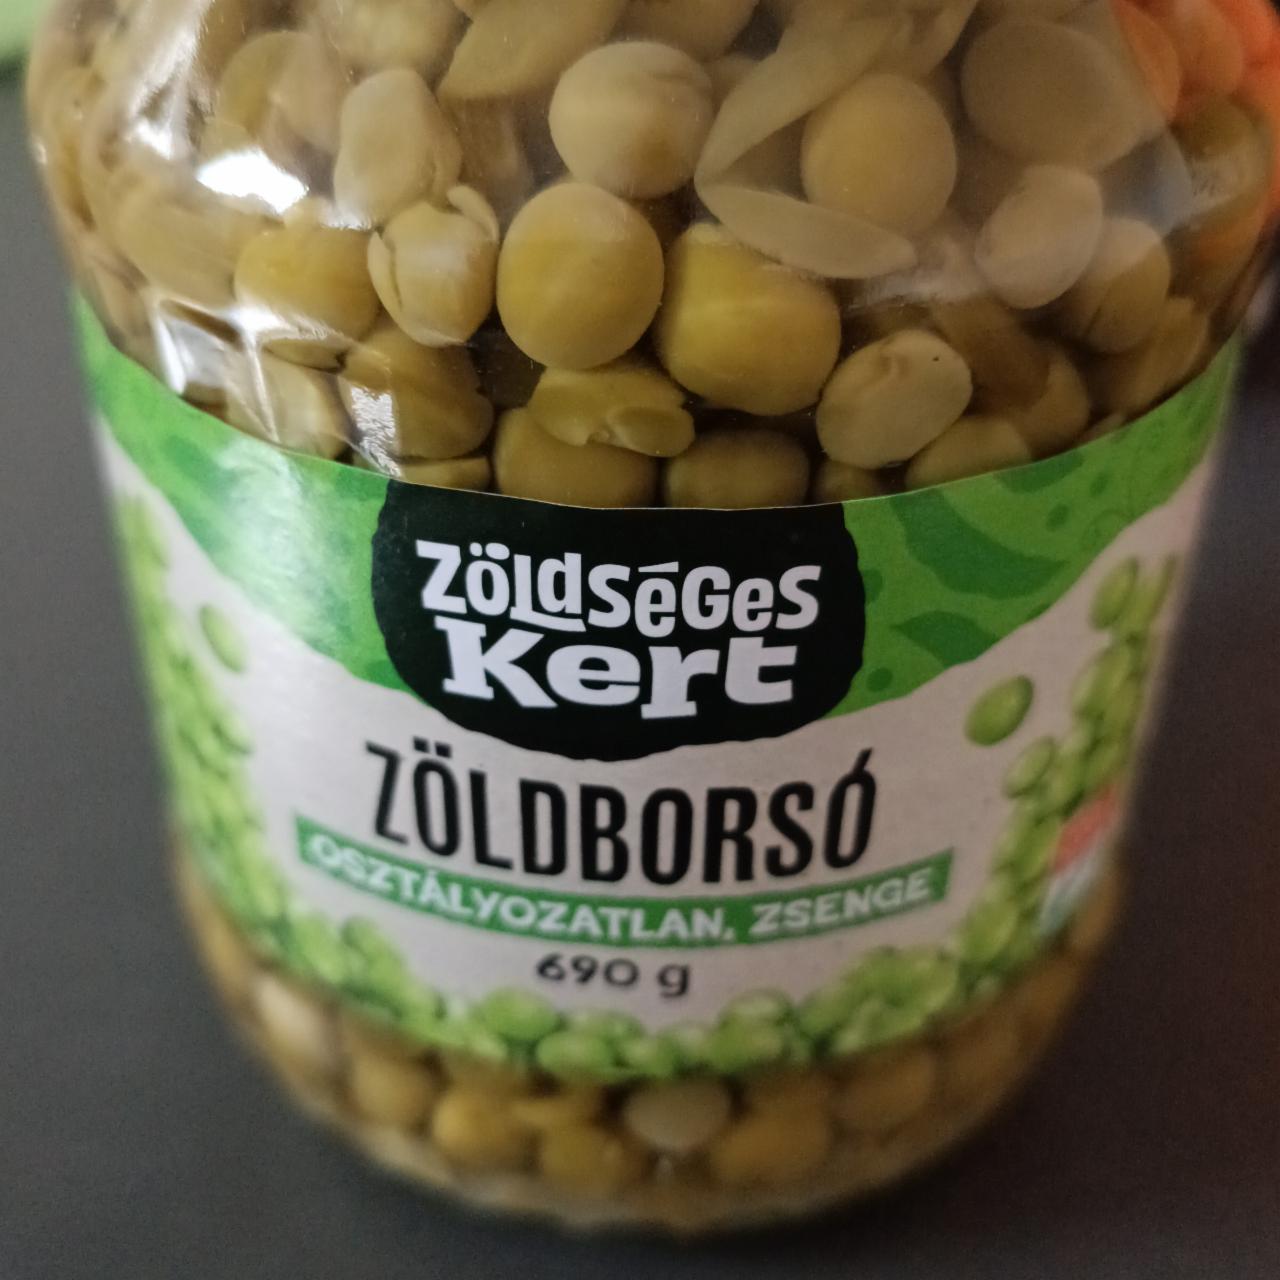 Zöldséges
Kert
ZÖLDBORSÓ
OSZTÁLYOZATLAN, ZSENGE
690 g